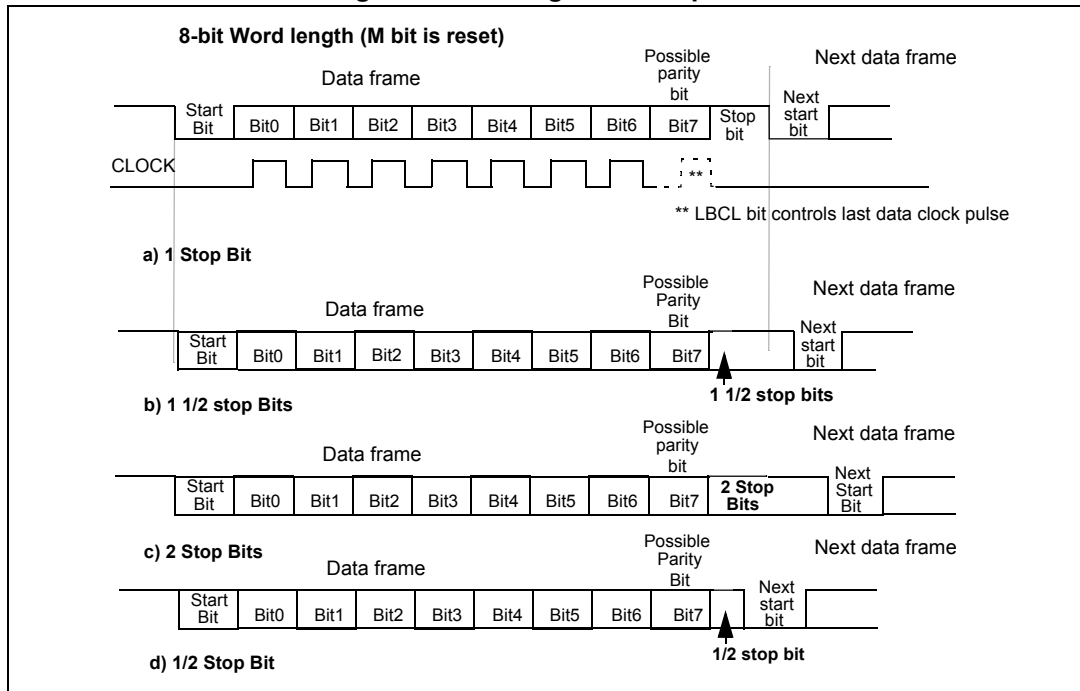 8-bit Word length (M bit is reset)
Possible parity bit
Next data frame
Data frame
Start Bit
Bit0
Bit1
Bit2
Bit3
Bit4
Bit5
Bit6
Bit7
Stop bit
Next start bit
CLOCK
**
** LBCL bit controls last data clock pulse
a) 1 Stop Bit
Possible Parity Bit
Next data frame
Data frame
Start Bit
Bit0
Bit1
Bit2
Bit3
Bit4
Bit5
Bit6
Bit7
Next start bit
1 1/2 stop bits
b) 1 1/2 stop Bits
Possible parity bit
Next data frame
Data frame
Start Bit
Bit0
Bit1
Bit2
Bit3
Bit4
Bit5
Bit6
Bit7
2 Stop Bits
Next Start Bit
c) 2 Stop Bits
Possible Parity Bit
Next data frame
Data frame
Start Bit
Bit0
Bit1
Bit2
Bit3
Bit4
Bit5
Bit6
Bit7
Next start bit
1/2 stop bit
d) 1/2 Stop Bit